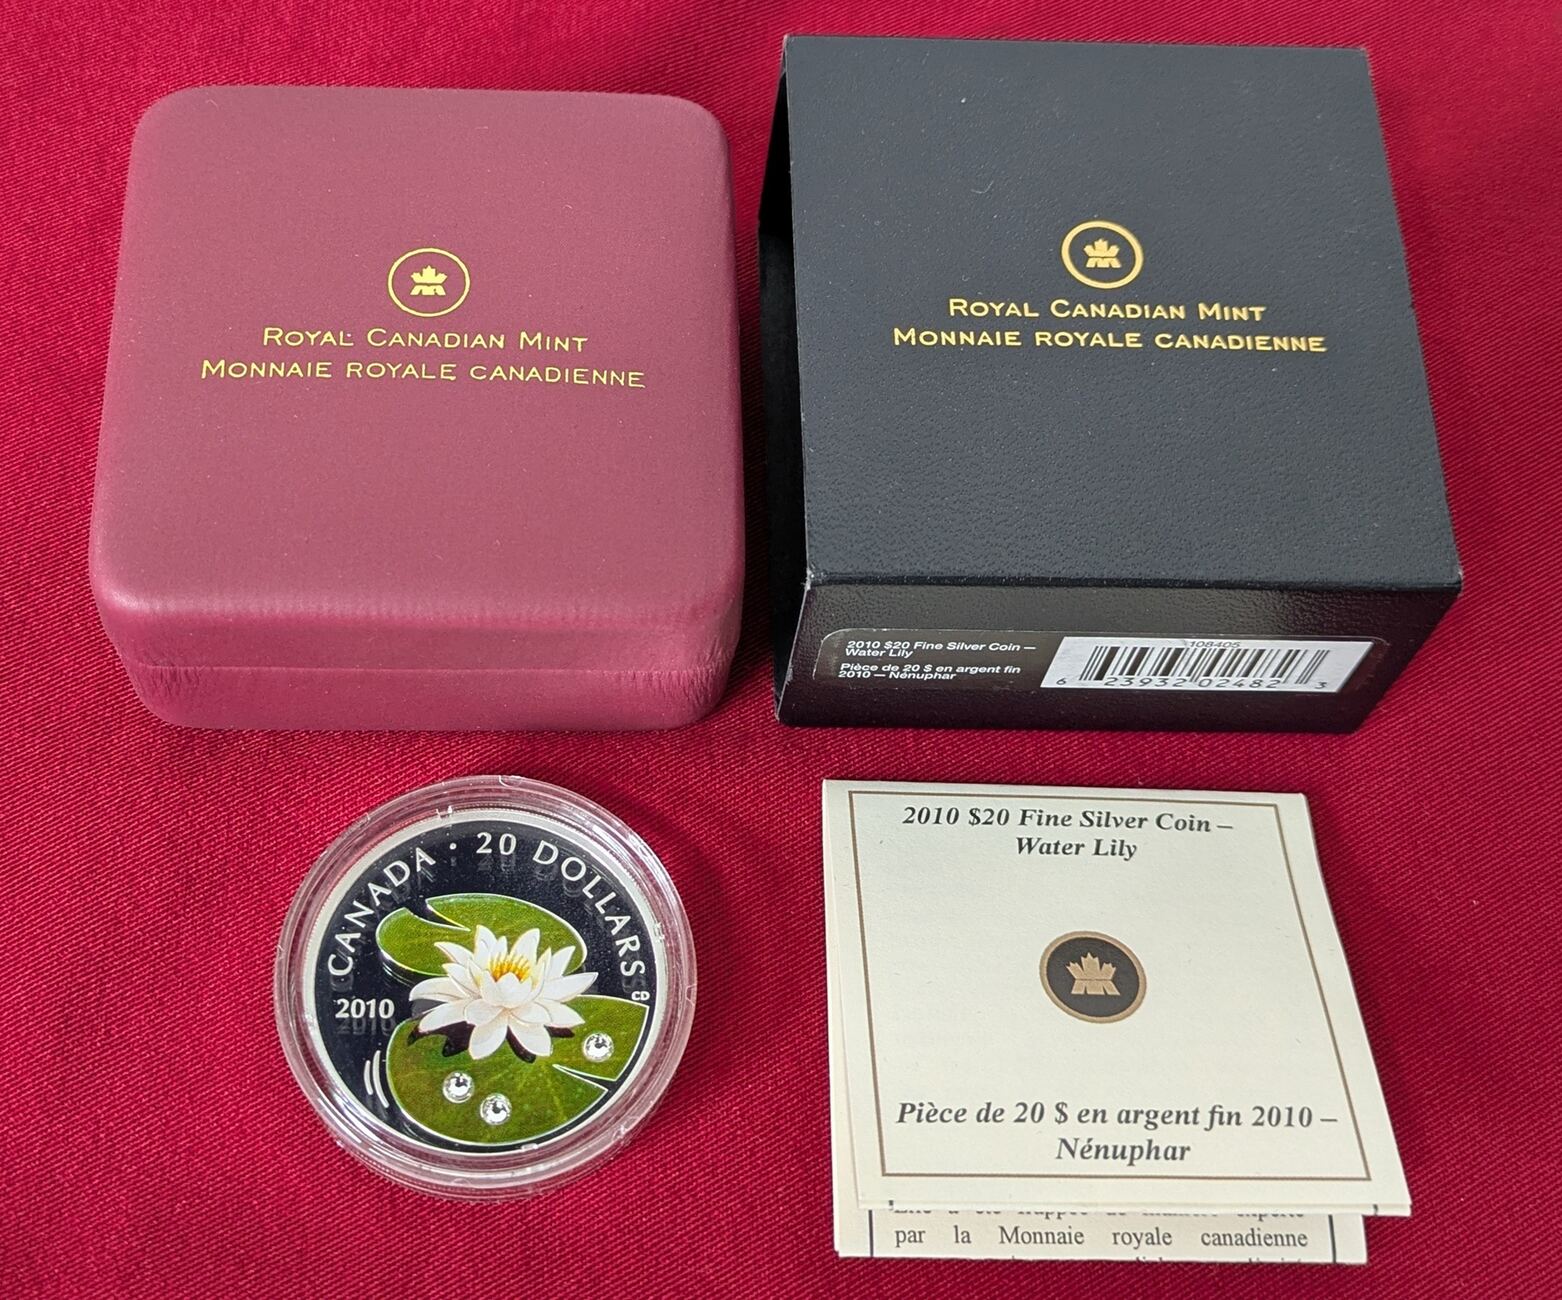 ROYAL CANADIAN MINT
MONNAIE ROYALE CANADIENNE
ROYAL CANADIAN MINT
MONNAIE ROYALE CANADIENNE
2010 $20 Fine Silver Coin —
Water Lily
Pièce de 20 $ en argent fin
2010 — Nénuphar
108405
6 23932 02482 3
CANADA · 20 DOLLARS
2010
2010 $20 Fine Silver Coin –
Water Lily
Pièce de 20 $ en argent fin 2010 –
Nénuphar
par la Monnaie royale canadienne